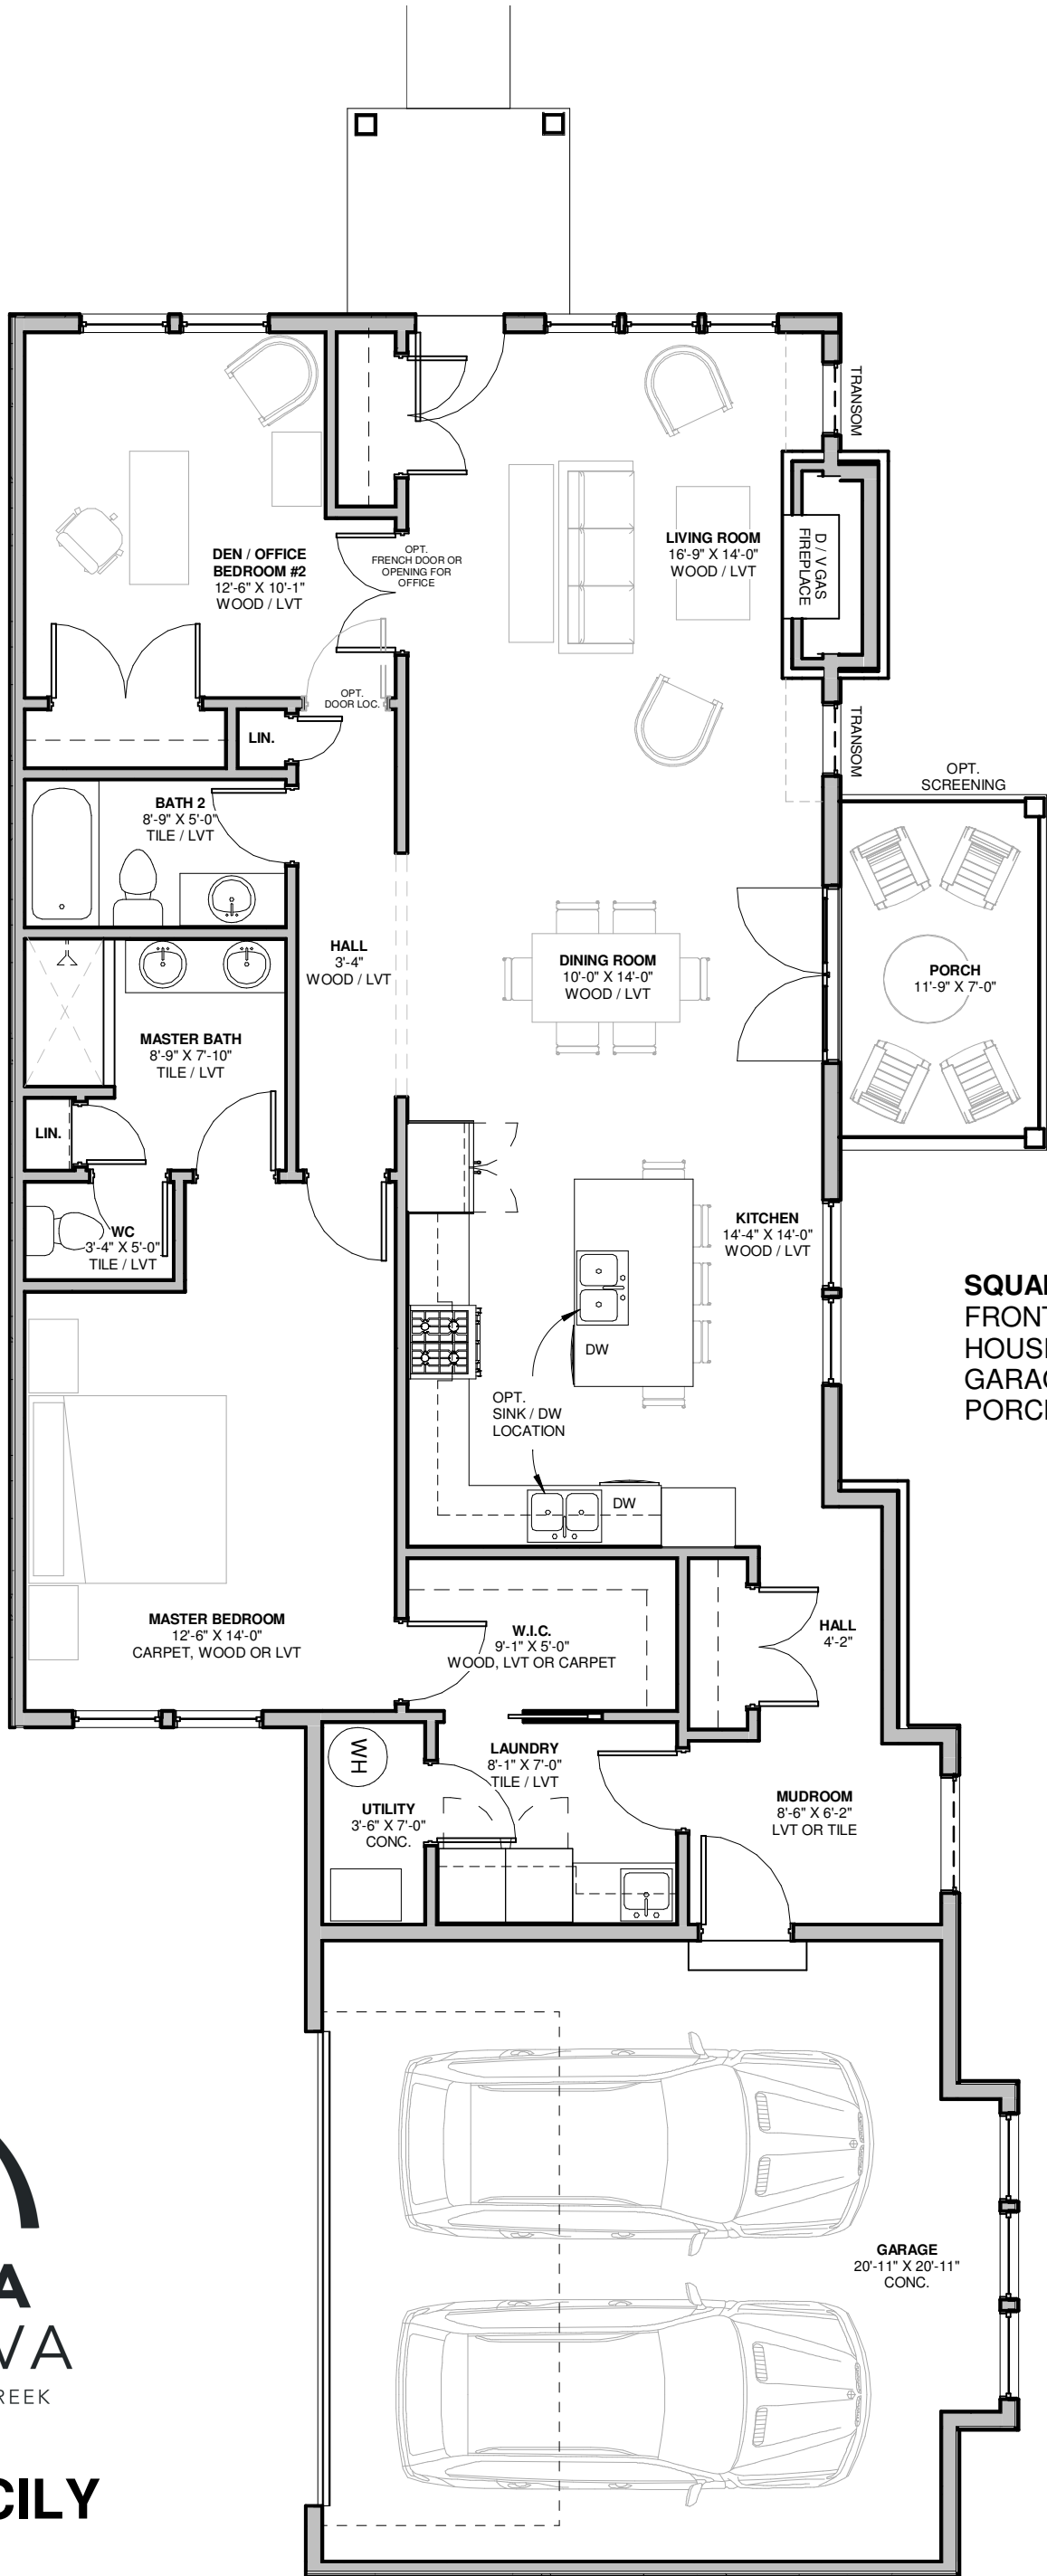 TRANSOM
LIVING ROOM
16'-9" X 14'-0"
WOOD / LVT
D / V GAS
FIREPLACE
DEN / OFFICE
BEDROOM #2
12'-6" X 10'-1"
WOOD / LVT
OPT.
FRENCH DOOR OR
OPENING FOR
OFFICE
OPT.
DOOR LOC.
LIN.
TRANSOM
OPT.
SCREENING
BATH 2
8'-9" X 5'-0"
TILE / LVT
HALL
3'-4"
WOOD / LVT
DINING ROOM
10'-0" X 14'-0"
WOOD / LVT
PORCH
11'-9" X 7'-0"
MASTER BATH
8'-9" X 7'-10"
TILE / LVT
LIN.
WC
3'-4" X 5'-0"
TILE / LVT
KITCHEN
14'-4" X 14'-0"
WOOD / LVT
DW
OPT.
SINK / DW
LOCATION
DW
MASTER BEDROOM
12'-6" X 14'-0"
CARPET, WOOD OR LVT
W.I.C.
9'-1" X 5'-0"
WOOD, LVT OR CARPET
HALL
4'-2"
WH
LAUNDRY
8'-1" X 7'-0"
TILE / LVT
UTILITY
3'-6" X 7'-0"
CONC.
MUDROOM
8'-6" X 6'-2"
LVT OR TILE
GARAGE
20'-11" X 20'-11"
CONC.
SQUA
FRONT
HOUS
GARA
PORC
A
VA
REEK
CILY